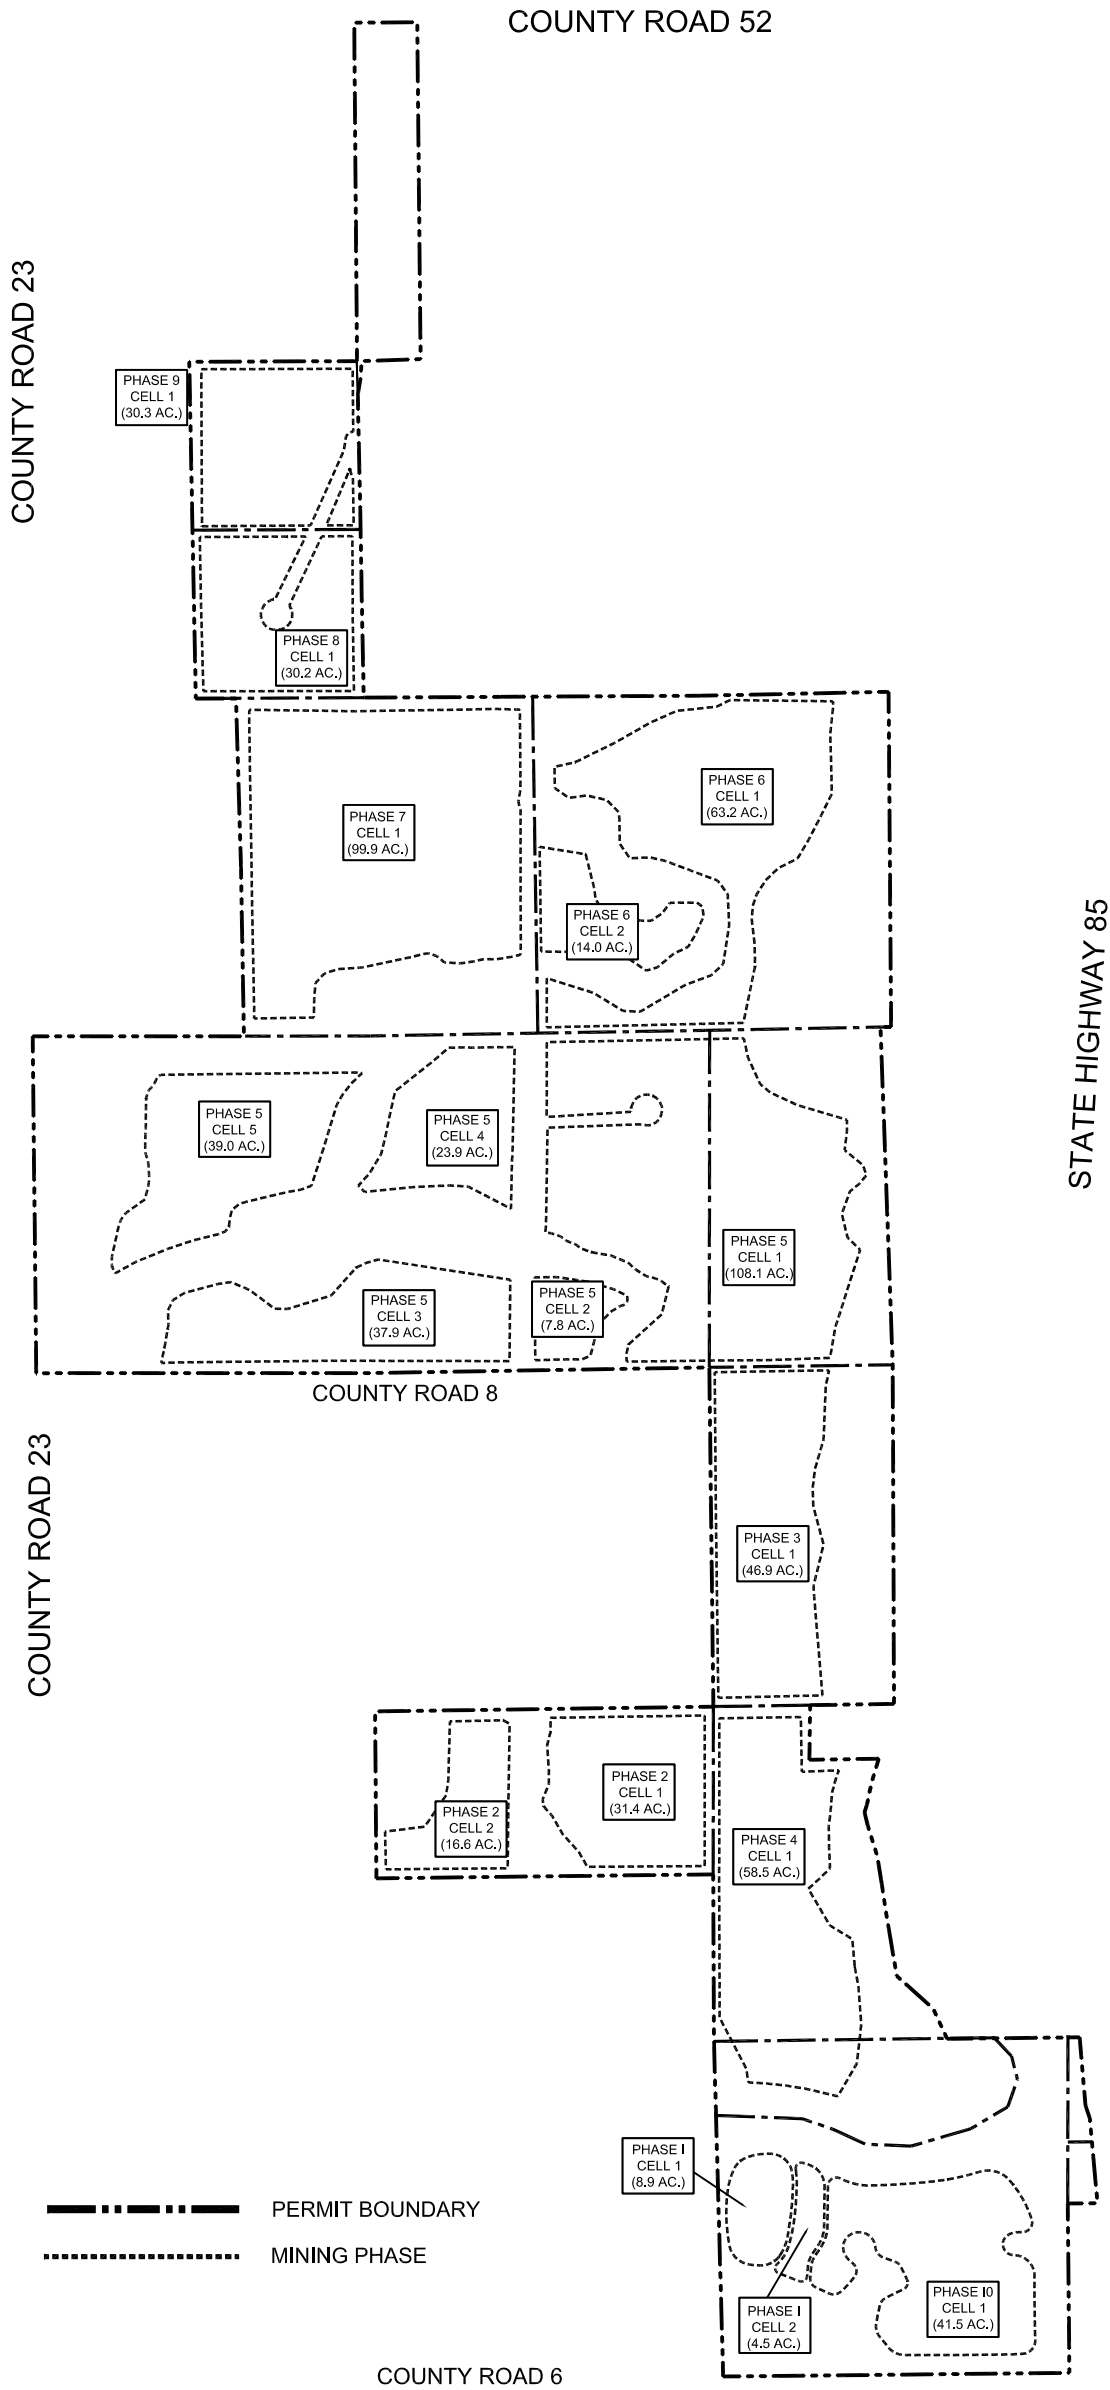 COUNTY ROAD 52
COUNTY ROAD 23
PHASE 9
CELL 1
(30.3 AC.)
PHASE 8
CELL 1
(30.2 AC.)
PHASE 6
CELL 1
(63.2 AC.)
PHASE 7
CELL 1
(99.9 AC.)
PHASE 6
CELL 2
(14.0 AC.)
STATE HIGHWAY 85
PHASE 5
CELL 5
(39.0 AC.)
PHASE 5
CELL 4
(23.9 AC.)
PHASE 5
CELL 1
(108.1 AC.)
PHASE 5
CELL 2
(7.8 AC.)
PHASE 5
CELL 3
(37.9 AC.)
COUNTY ROAD 8
COUNTY ROAD 23
PHASE 3
CELL 1
(46.9 AC.)
PHASE 2
CELL 1
(31.4 AC.)
PHASE 2
CELL 2
(16.6 AC.)
PHASE 4
CELL 1
(58.5 AC.)
PHASE I
CELL 1
(8.9 AC.)
PERMIT BOUNDARY
MINING PHASE
PHASE I
CELL 2
(4.5 AC.)
PHASE I0
CELL 1
(41.5 AC.)
COUNTY ROAD 6